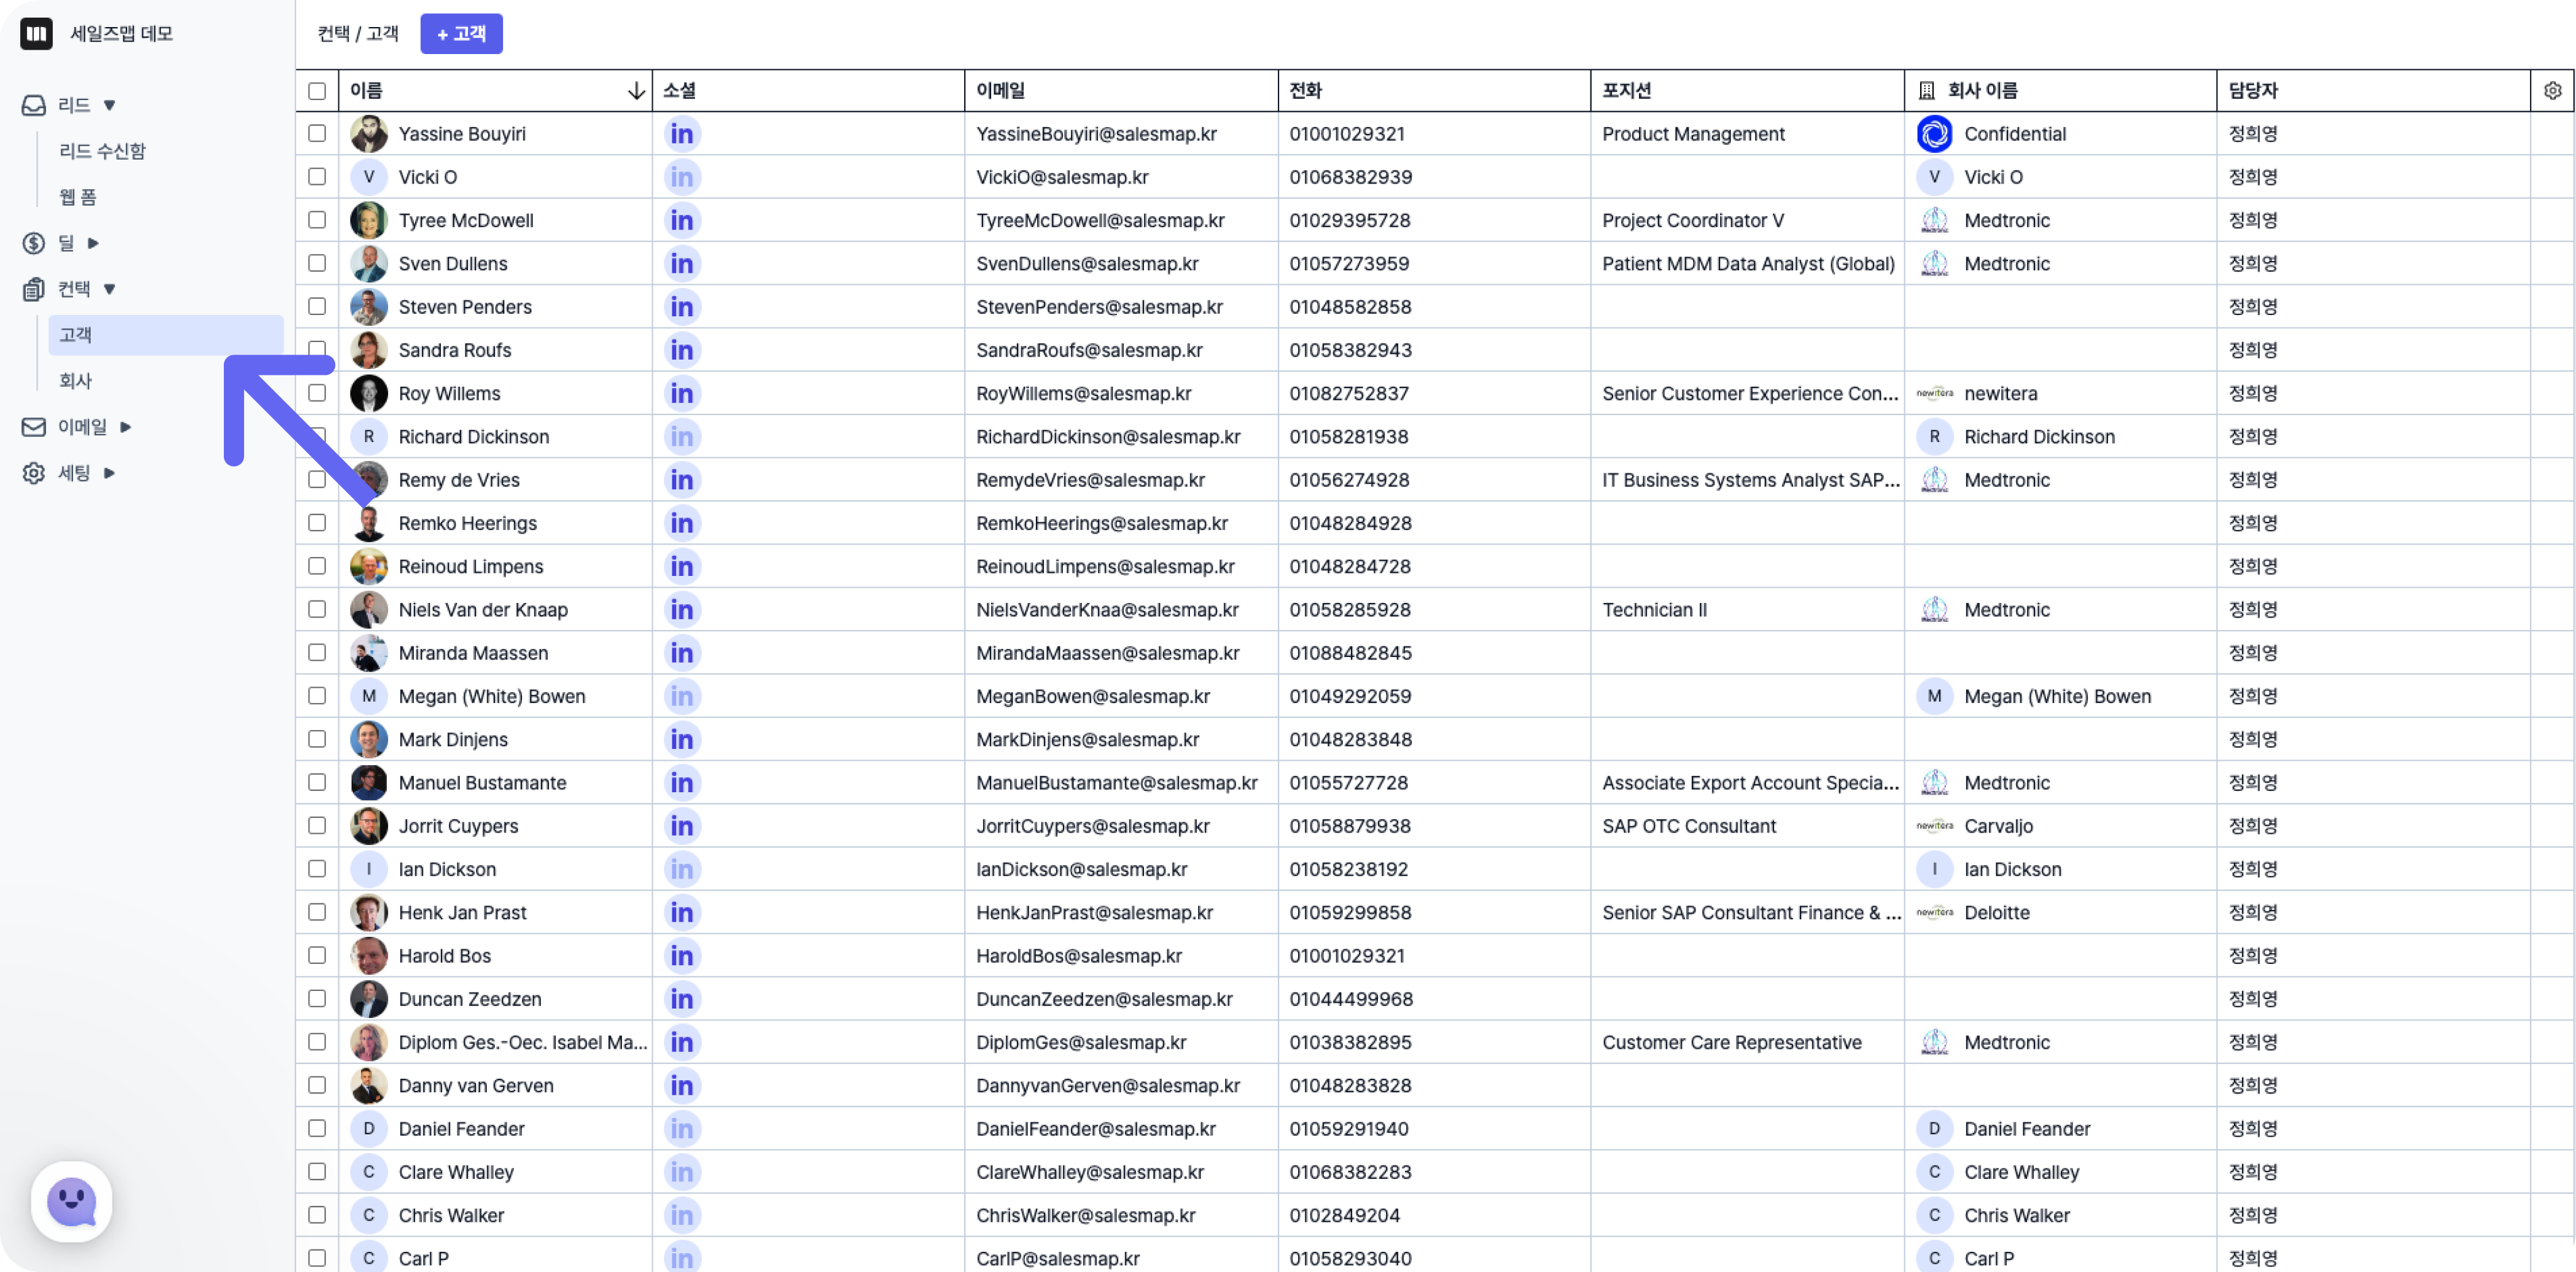 세일즈맵 데모
리드 ▼
리드 수신함
웹 폼
딜 ▶
컨택 ▼
고객
회사
이메일 ▶
세팅 ▶
컨택 / 고객 + 고객
이름 소셜 이메일 전화 포지션 회사 이름 담당자
Yassine Bouyiri in YassineBouyiri@salesmap.kr 01001029321 Product Management Confidential 정희영
V Vicki O in VickiO@salesmap.kr 01068382939 V Vicki O 정희영
Tyree McDowell in TyreeMcDowell@salesmap.kr 01029395728 Project Coordinator V Medtronic Medtronic 정희영
Sven Dullens in SvenDullens@salesmap.kr 01057273959 Patient MDM Data Analyst (Global) Medtronic Medtronic 정희영
Steven Penders in StevenPenders@salesmap.kr 01048582858 정희영
Sandra Roufs in SandraRoufs@salesmap.kr 01058382943 정희영
Roy Willems in RoyWillems@salesmap.kr 01082752837 Senior Customer Experience Con... newitera newitera 정희영
R Richard Dickinson in RichardDickinson@salesmap.kr 01058281938 R Richard Dickinson 정희영
Remy de Vries in RemydeVries@salesmap.kr 01056274928 IT Business Systems Analyst SAP... Medtronic Medtronic 정희영
Remko Heerings in RemkoHeerings@salesmap.kr 01048284928 정희영
Reinoud Limpens in ReinoudLimpens@salesmap.kr 01048284728 정희영
Niels Van der Knaap in NielsVanderKnaa@salesmap.kr 01058285928 Technician II Medtronic Medtronic 정희영
Miranda Maassen in MirandaMaassen@salesmap.kr 01088482845 정희영
M Megan (White) Bowen in MeganBowen@salesmap.kr 01049292059 M Megan (White) Bowen 정희영
Mark Dinjens in MarkDinjens@salesmap.kr 01048283848 정희영
Manuel Bustamante in ManuelBustamante@salesmap.kr 01055727728 Associate Export Account Specia... Medtronic Medtronic 정희영
Jorrit Cuypers in JorritCuypers@salesmap.kr 01058879938 SAP OTC Consultant newitera Carvaljo 정희영
I Ian Dickson in IanDickson@salesmap.kr 01058238192 I Ian Dickson 정희영
Henk Jan Prast in HenkJanPrast@salesmap.kr 01059299858 Senior SAP Consultant Finance & ... newitera Deloitte 정희영
Harold Bos in HaroldBos@salesmap.kr 01001029321 정희영
Duncan Zeedzen in DuncanZeedzen@salesmap.kr 01044499968 정희영
Diplom Ges.-Oec. Isabel Ma... in DiplomGes@salesmap.kr 01038382895 Customer Care Representative Medtronic Medtronic 정희영
Danny van Gerven in DannyvanGerven@salesmap.kr 01048283828 정희영
D Daniel Feander in DanielFeander@salesmap.kr 01059291940 D Daniel Feander 정희영
C Clare Whalley in ClareWhalley@salesmap.kr 01068382283 C Clare Whalley 정희영
C Chris Walker in ChrisWalker@salesmap.kr 0102849204 C Chris Walker 정희영
C Carl P in CarlP@salesmap.kr 01058293040 C Carl P 정희영